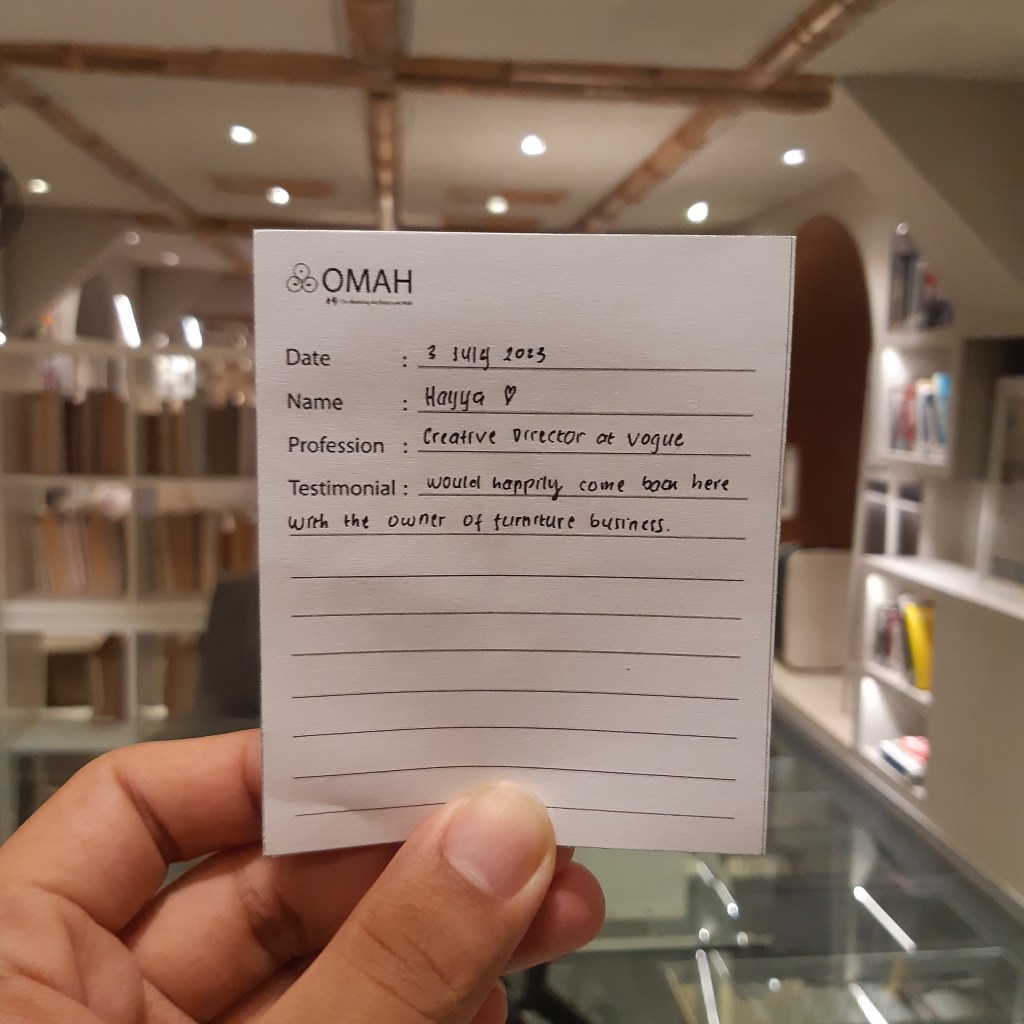 OMAH
Date : 3 July 2023
Name : Hayya ♡
Profession : Creative Director at Vogue
Testimonial : would happily come back here
with the owner of furniture business.